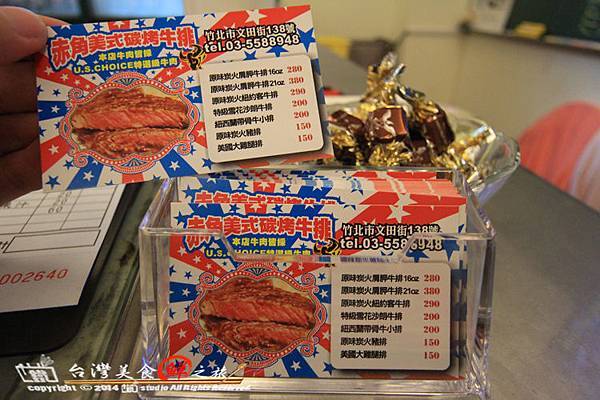 赤角美式碳烤牛排
本店牛肉皆採
U.S.CHOICE特選級牛肉
竹北市文田街138號
tel.03-5588948
原味炭火肩胛牛排16oz 280
原味炭火肩胛牛排21oz 380
原味炭火紐約客牛排 290
特級雪花沙朗牛排 200
紐西蘭帶骨牛小排 200
原味炭火豬排 150
美國大雞腿排 150
赤角美式碳烤牛排
本店牛肉皆採
U.S.CHOICE特選級牛肉
竹北市文田街138號
tel.03-5588948
原味炭火肩胛牛排16oz 280
原味炭火肩胛牛排21oz 380
原味炭火紐約客牛排 290
特級雪花沙朗牛排 200
紐西蘭帶骨牛小排 200
原味炭火豬排 150
美國大雞腿排 150
002640
台灣美食鮮之旅
copyright © 2014 studio All Rights Reserved